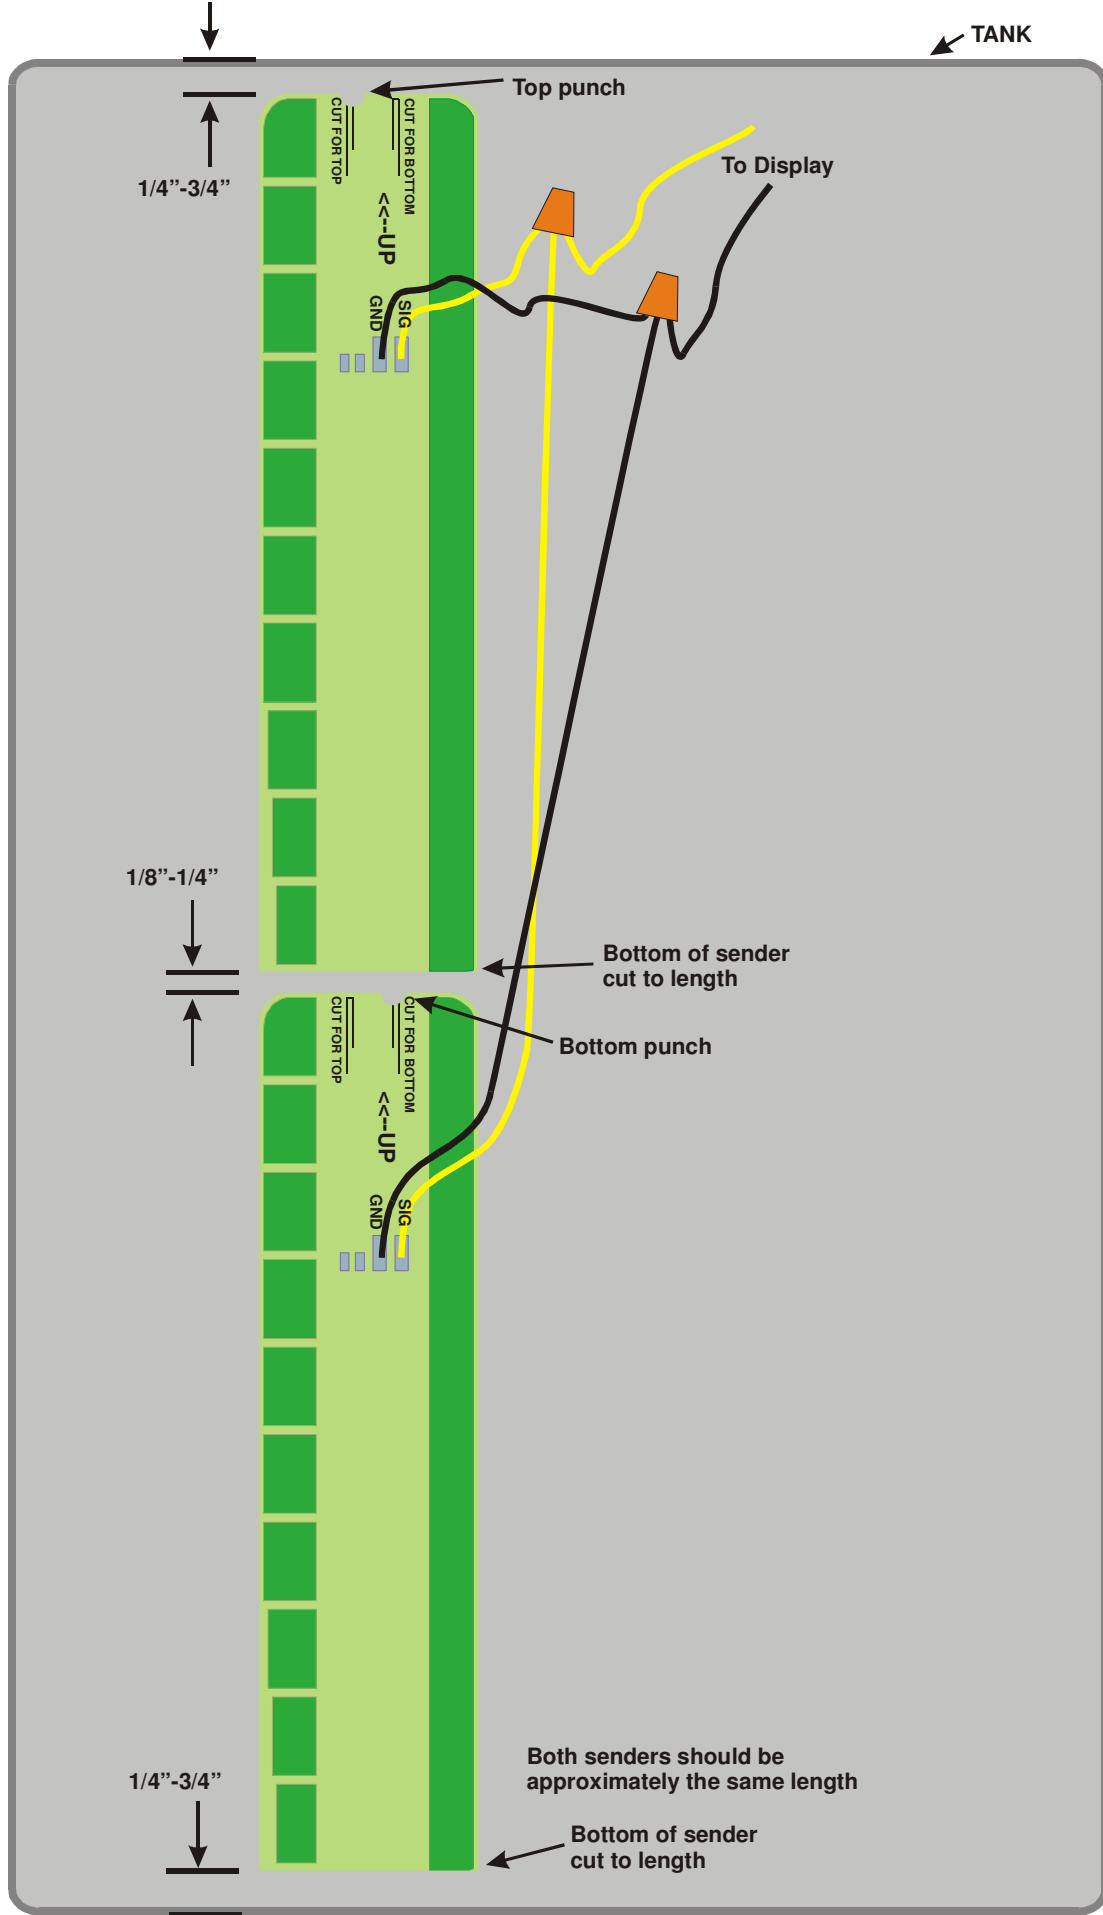 TANK
Top punch
CUT FOR TOP
CUT FOR BOTTOM
To Display
1/4”-3/4”
<<--UP
GND
SIG
1/8”-1/4”
Bottom of sender
cut to length
CUT FOR TOP
CUT FOR BOTTOM
Bottom punch
<<--UP
GND
SIG
Both senders should be
approximately the same length
1/4”-3/4”
Bottom of sender
cut to length